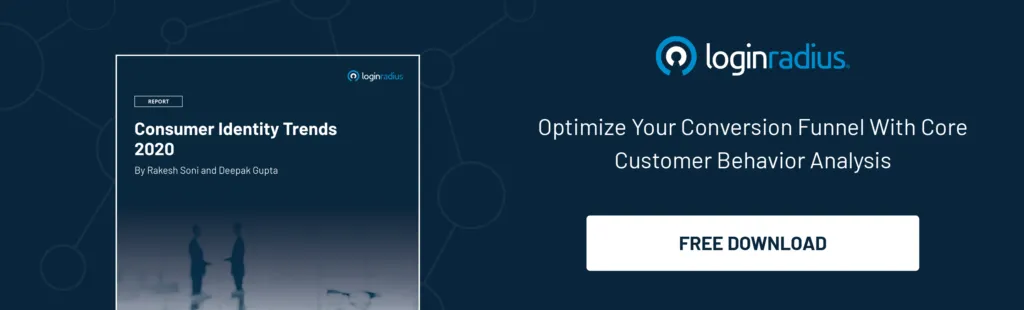 loginradius
REPORT
Consumer Identity Trends
2020
By Rakesh Soni and Deepak Gupta
loginradius
Optimize Your Conversion Funnel With Core
Customer Behavior Analysis
FREE DOWNLOAD